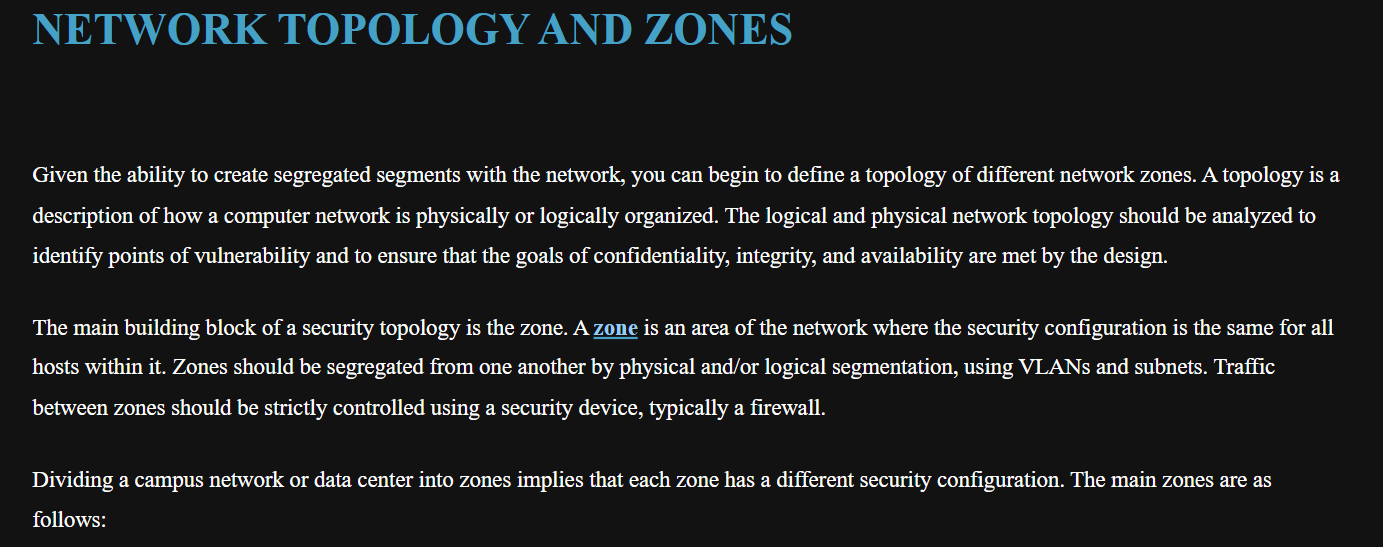 NETWORK TOPOLOGY AND ZONES
Given the ability to create segregated segments with the network, you can begin to define a topology of different network zones. A topology is a
description of how a computer network is physically or logically organized. The logical and physical network topology should be analyzed to
identify points of vulnerability and to ensure that the goals of confidentiality, integrity, and availability are met by the design.
The main building block of a security topology is the zone. A zone is an area of the network where the security configuration is the same for all
hosts within it. Zones should be segregated from one another by physical and/or logical segmentation, using VLANs and subnets. Traffic
between zones should be strictly controlled using a security device, typically a firewall.
Dividing a campus network or data center into zones implies that each zone has a different security configuration. The main zones are as
follows: